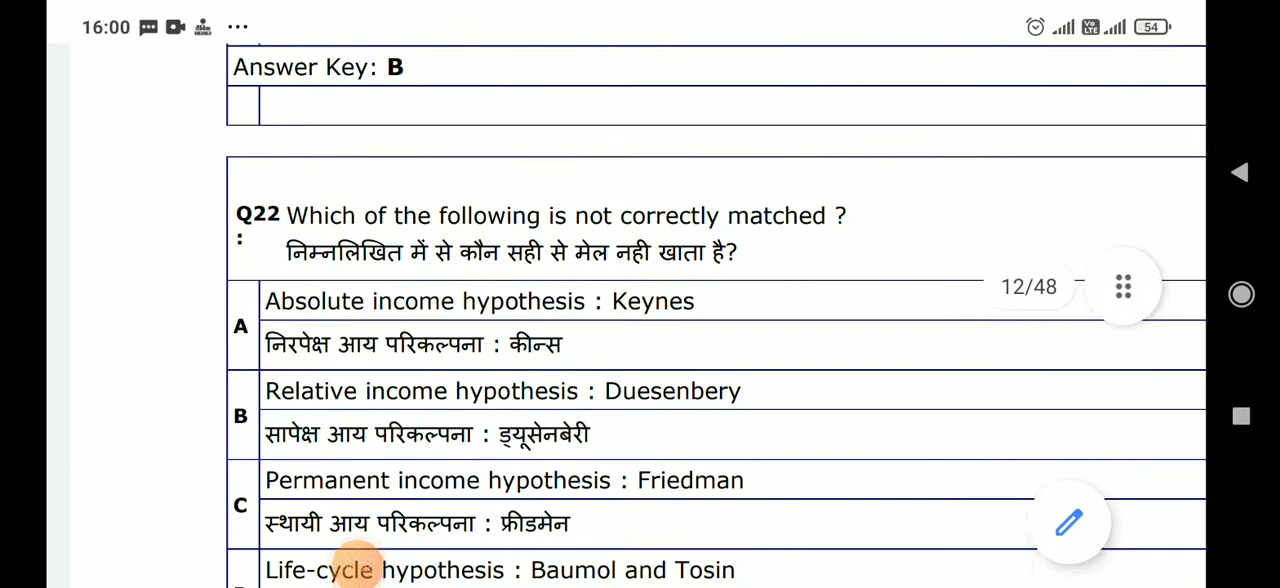 16:00 ... Vo LTE 54
Answer Key: B
Q22 Which of the following is not correctly matched ?
: निम्नलिखित में से कौन सही से मेल नही खाता है?
12/48
A
Absolute income hypothesis : Keynes
निरपेक्ष आय परिकल्पना : कीन्स
B
Relative income hypothesis : Duesenbery
सापेक्ष आय परिकल्पना : ड्यूसेनबेरी
C
Permanent income hypothesis : Friedman
स्थायी आय परिकल्पना : फ्रीडमेन
Life-cycle hypothesis : Baumol and Tosin